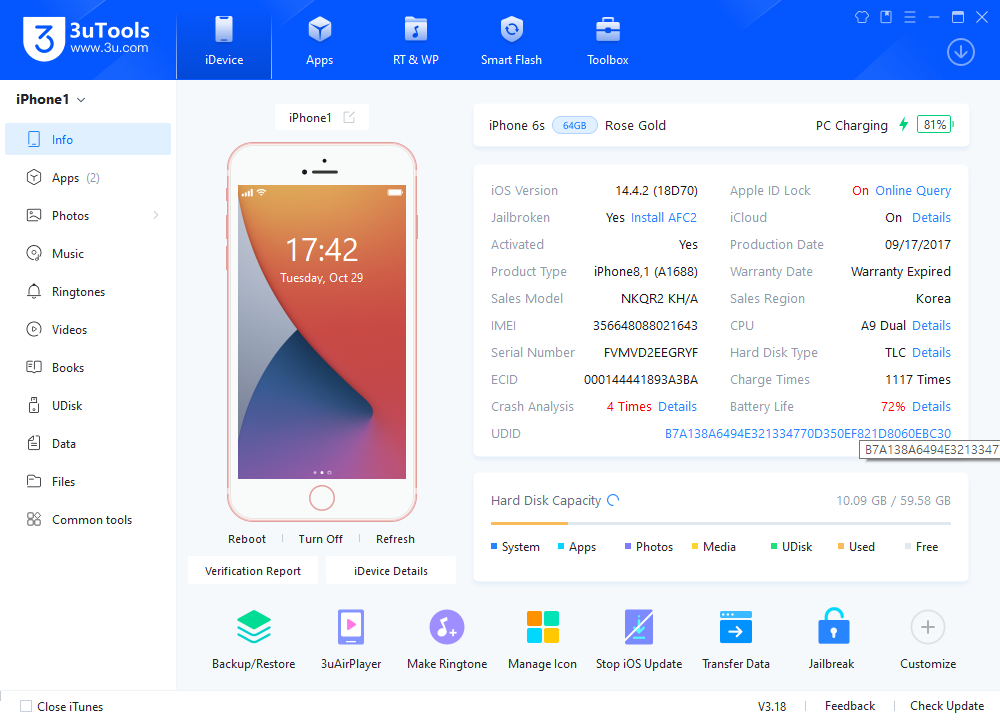 3uTools
www.3u.com
iDevice
Apps
RT & WP
Smart Flash
Toolbox
iPhone1
Info
Apps (2)
Photos
Music
Ringtones
Videos
Books
UDisk
Data
Files
Common tools
iPhone1
17:42
Tuesday, Oct 29
Reboot
Turn Off
Refresh
Verification Report
iDevice Details
iPhone 6s 64GB Rose Gold PC Charging 81%
iOS Version 14.4.2 (18D70) Apple ID Lock On Online Query
Jailbroken Yes Install AFC2 iCloud On Details
Activated Yes Production Date 09/17/2017
Product Type iPhone8,1 (A1688) Warranty Date Warranty Expired
Sales Model NKQR2 KH/A Sales Region Korea
IMEI 356648088021643 CPU A9 Dual Details
Serial Number FVMVD2EEGRYF Hard Disk Type TLC Details
ECID 000144441893A3BA Charge Times 1117 Times
Crash Analysis 4 Times Details Battery Life 72% Details
UDID B7A138A6494E321334770D350EF821D8060EBC30
B7A138A6494E3213347
Hard Disk Capacity 10.09 GB / 59.58 GB
System Apps Photos Media UDisk Used Free
Backup/Restore
3uAirPlayer
Make Ringtone
Manage Icon
Stop iOS Update
Transfer Data
Jailbreak
Customize
Close iTunes
V3.18
Feedback
Check Update